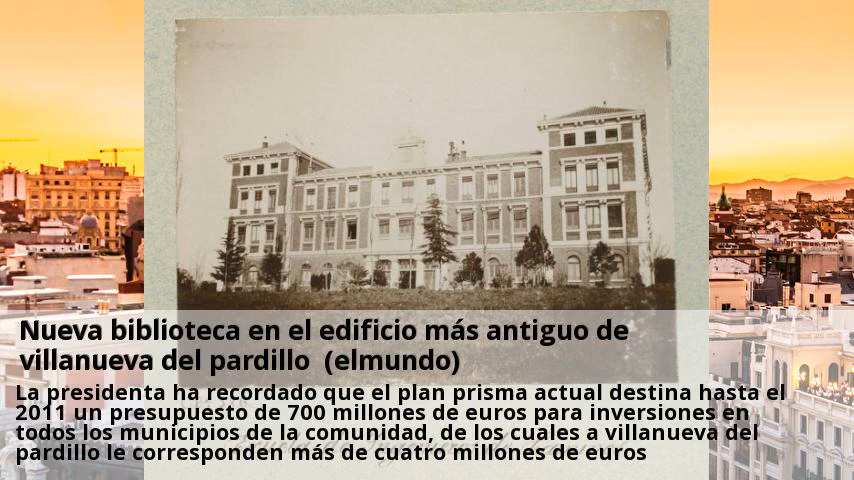 Nueva biblioteca en el edificio más antiguo de
villanueva del pardillo (elmundo)
La presidenta ha recordado que el plan prisma actual destina hasta el
2011 un presupuesto de 700 millones de euros para inversiones en
todos los municipios de la comunidad, de los cuales a villanueva del
pardillo le corresponden más de cuatro millones de euros